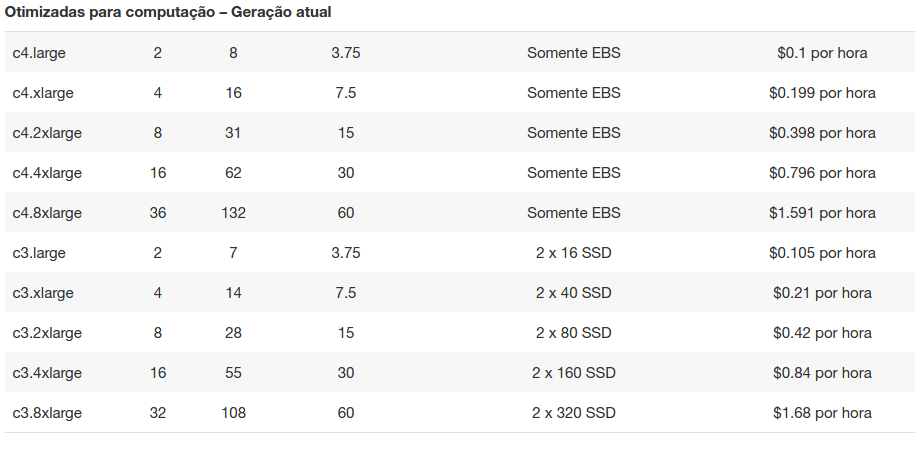 Otimizadas para computação – Geração atual
c4.large 2 8 3.75 Somente EBS $0.1 por hora
c4.xlarge 4 16 7.5 Somente EBS $0.199 por hora
c4.2xlarge 8 31 15 Somente EBS $0.398 por hora
c4.4xlarge 16 62 30 Somente EBS $0.796 por hora
c4.8xlarge 36 132 60 Somente EBS $1.591 por hora
c3.large 2 7 3.75 2 x 16 SSD $0.105 por hora
c3.xlarge 4 14 7.5 2 x 40 SSD $0.21 por hora
c3.2xlarge 8 28 15 2 x 80 SSD $0.42 por hora
c3.4xlarge 16 55 30 2 x 160 SSD $0.84 por hora
c3.8xlarge 32 108 60 2 x 320 SSD $1.68 por hora